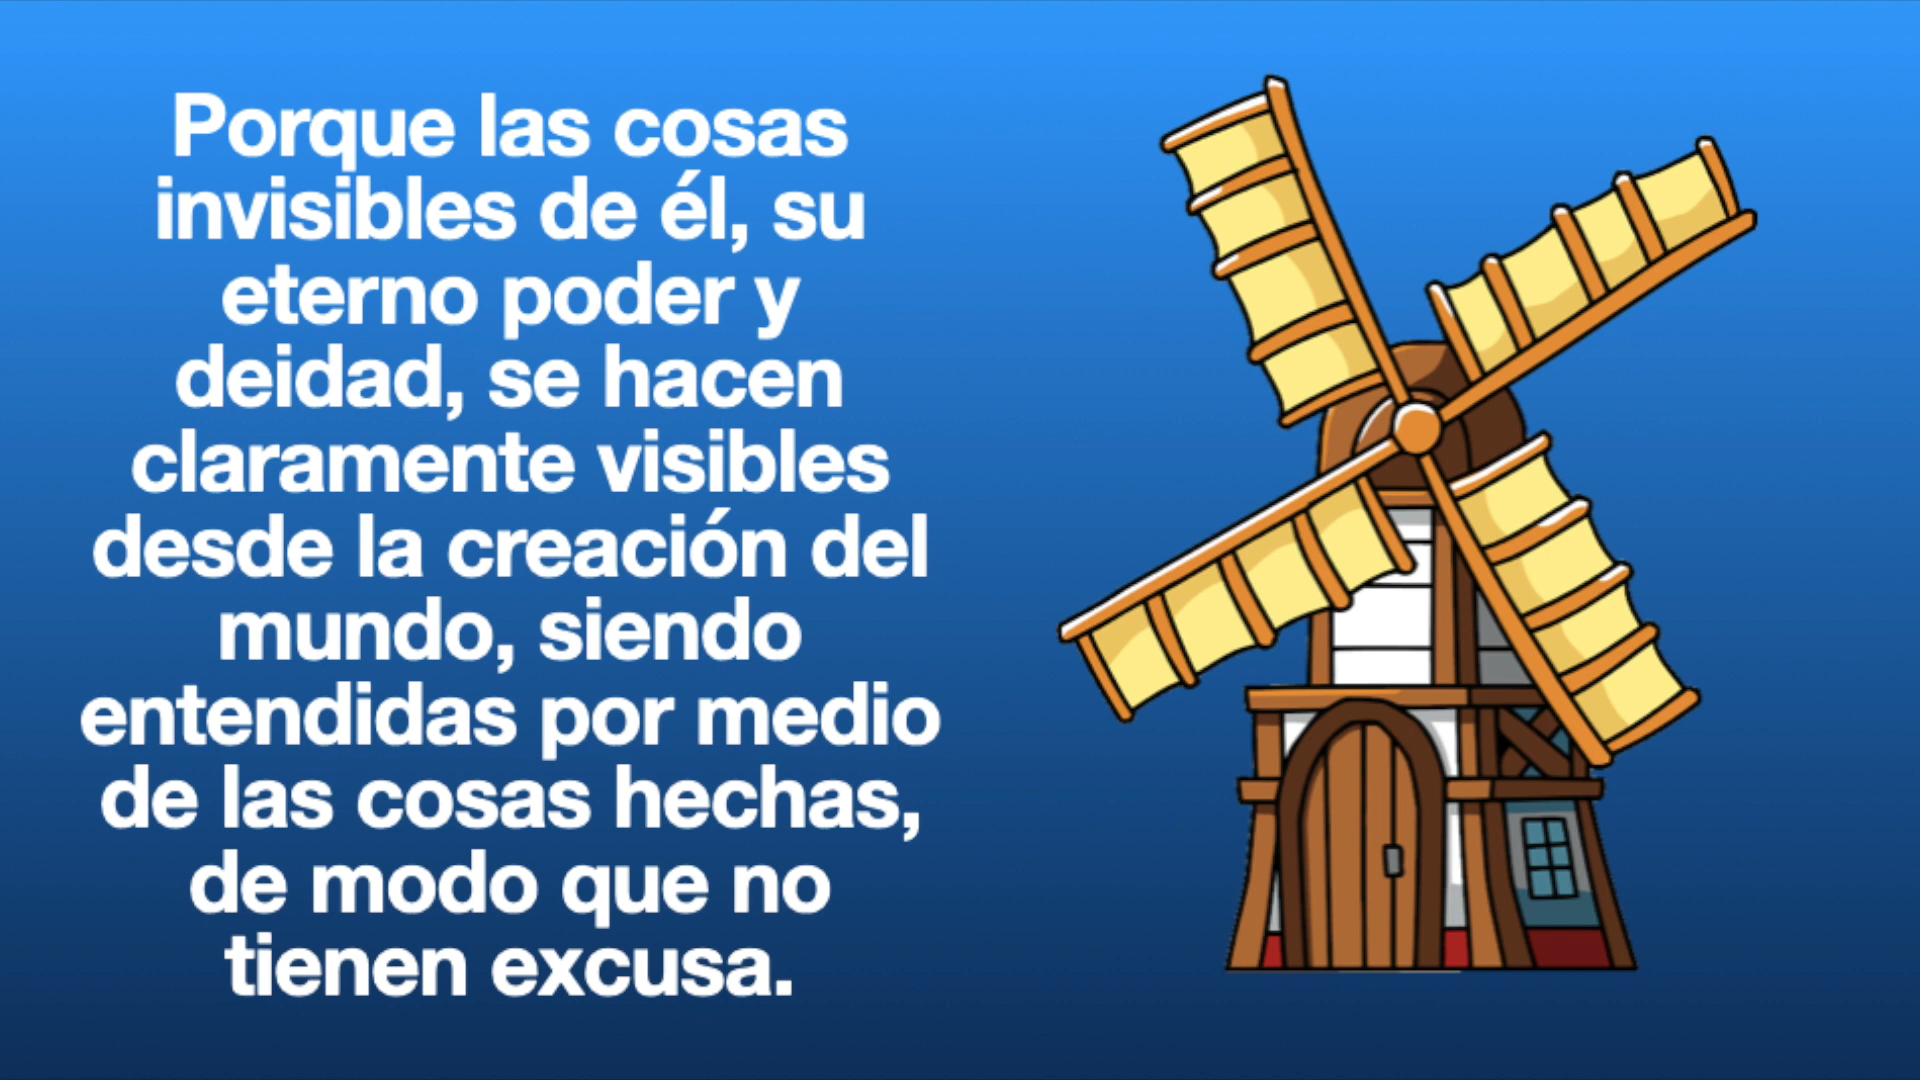 Porque las cosas
invisibles de él, su
eterno poder y
deidad, se hacen
claramente visibles
desde la creación del
mundo, siendo
entendidas por medio
de las cosas hechas,
de modo que no
tienen excusa.